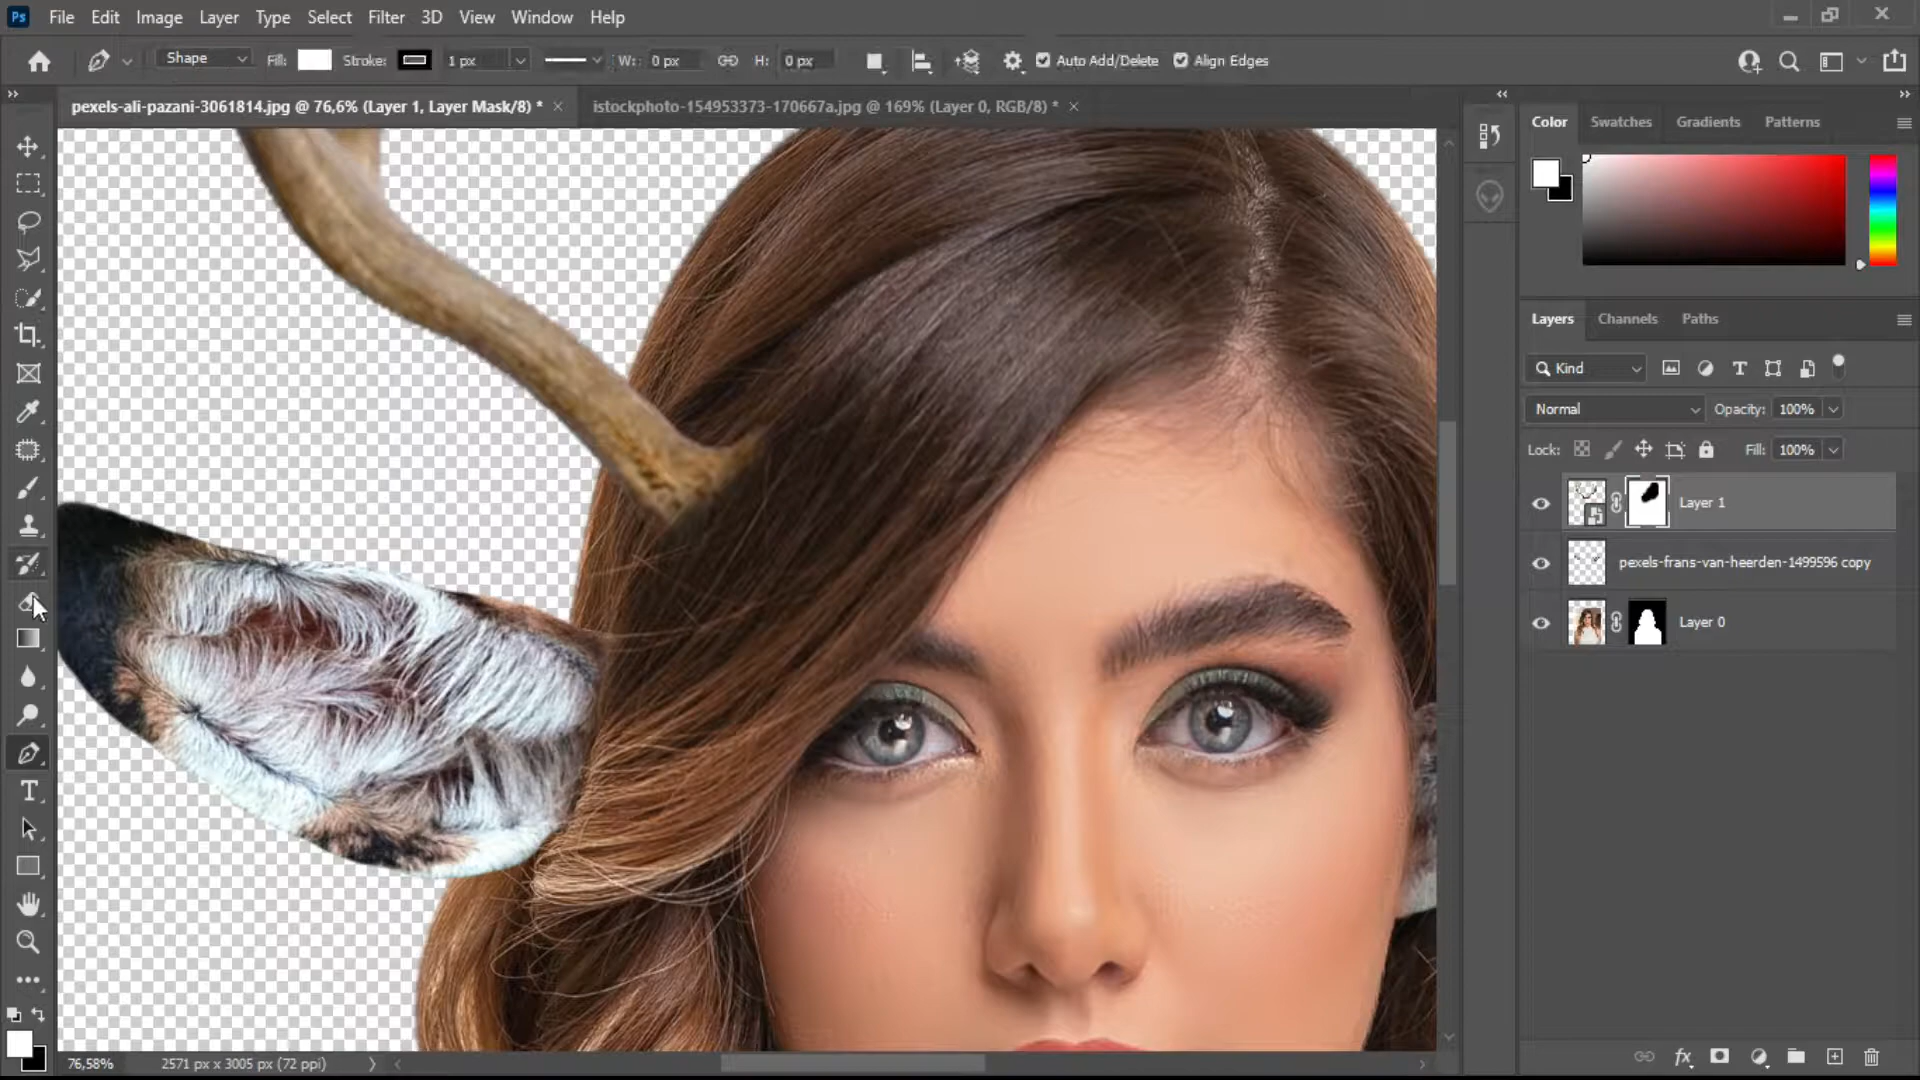 Ps File Edit Image Layer Type Select Filter 3D View Window Help
Shape Fill: Stroke: 1 px W: 0 px H: 0 px Auto Add/Delete Align Edges
pexels-ali-pazani-3061814.jpg @ 76,6% (Layer 1, Layer Mask/8) * istockphoto-154953373-170667a.jpg @ 169% (Layer 0, RGB/8) *
Color Swatches Gradients Patterns
Layers Channels Paths
Kind
Normal Opacity: 100%
Lock: Fill: 100%
Layer 1
pexels-frans-van-heerden-1499596 copy
Layer 0
76,58% 2571 px x 3005 px (72 ppi)